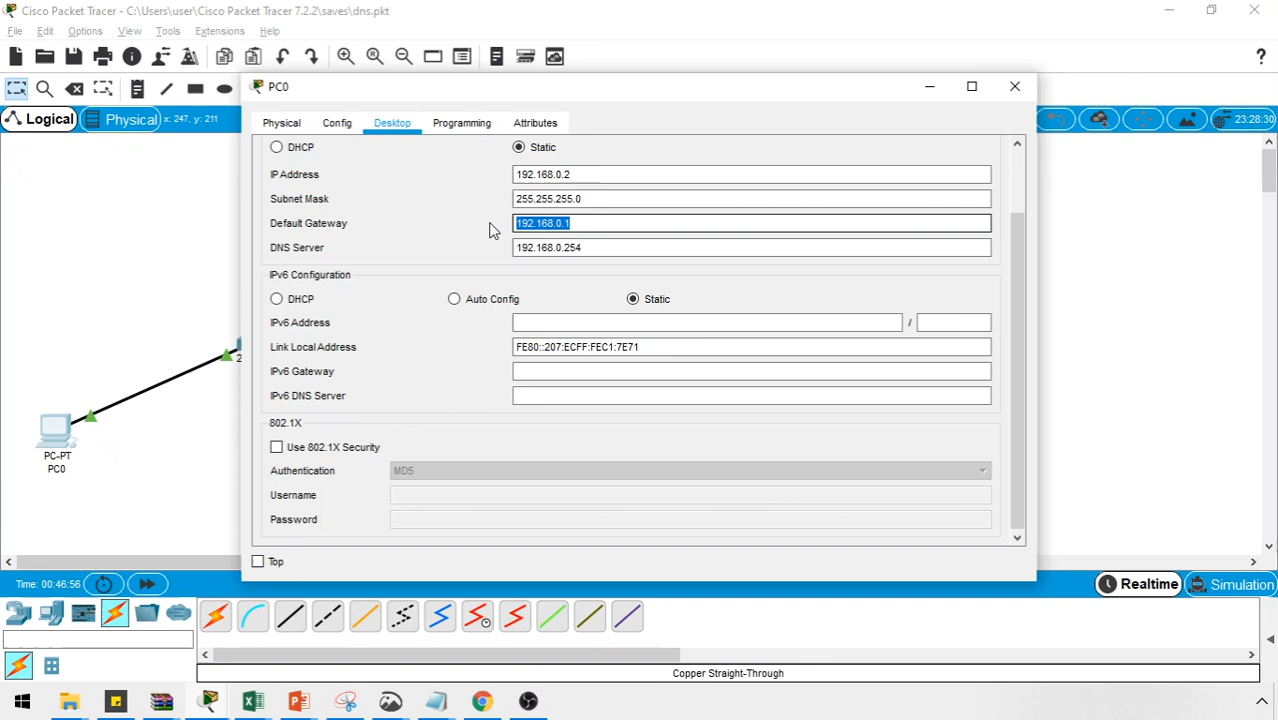 Cisco Packet Tracer - C:\Users\user\Cisco Packet Tracer 7.2.2\saves\dns.pkt
File Edit Options View Tools Extensions Help
?
PC0
Logical Physical x: 247, y: 211
23:28:30
Physical Config Desktop Programming Attributes
DHCP Static
IP Address 192.168.0.2
Subnet Mask 255.255.255.0
Default Gateway 192.168.0.1
DNS Server 192.168.0.254
IPv6 Configuration
DHCP Auto Config Static
IPv6 Address /
Link Local Address FE80::207:ECFF:FEC1:7E71
IPv6 Gateway
IPv6 DNS Server
802.1X
Use 802.1X Security
Authentication MD5
Username
Password
Top
2
PC-PT
PC0
Time: 00:46:56 Realtime Simulation
Copper Straight-Through